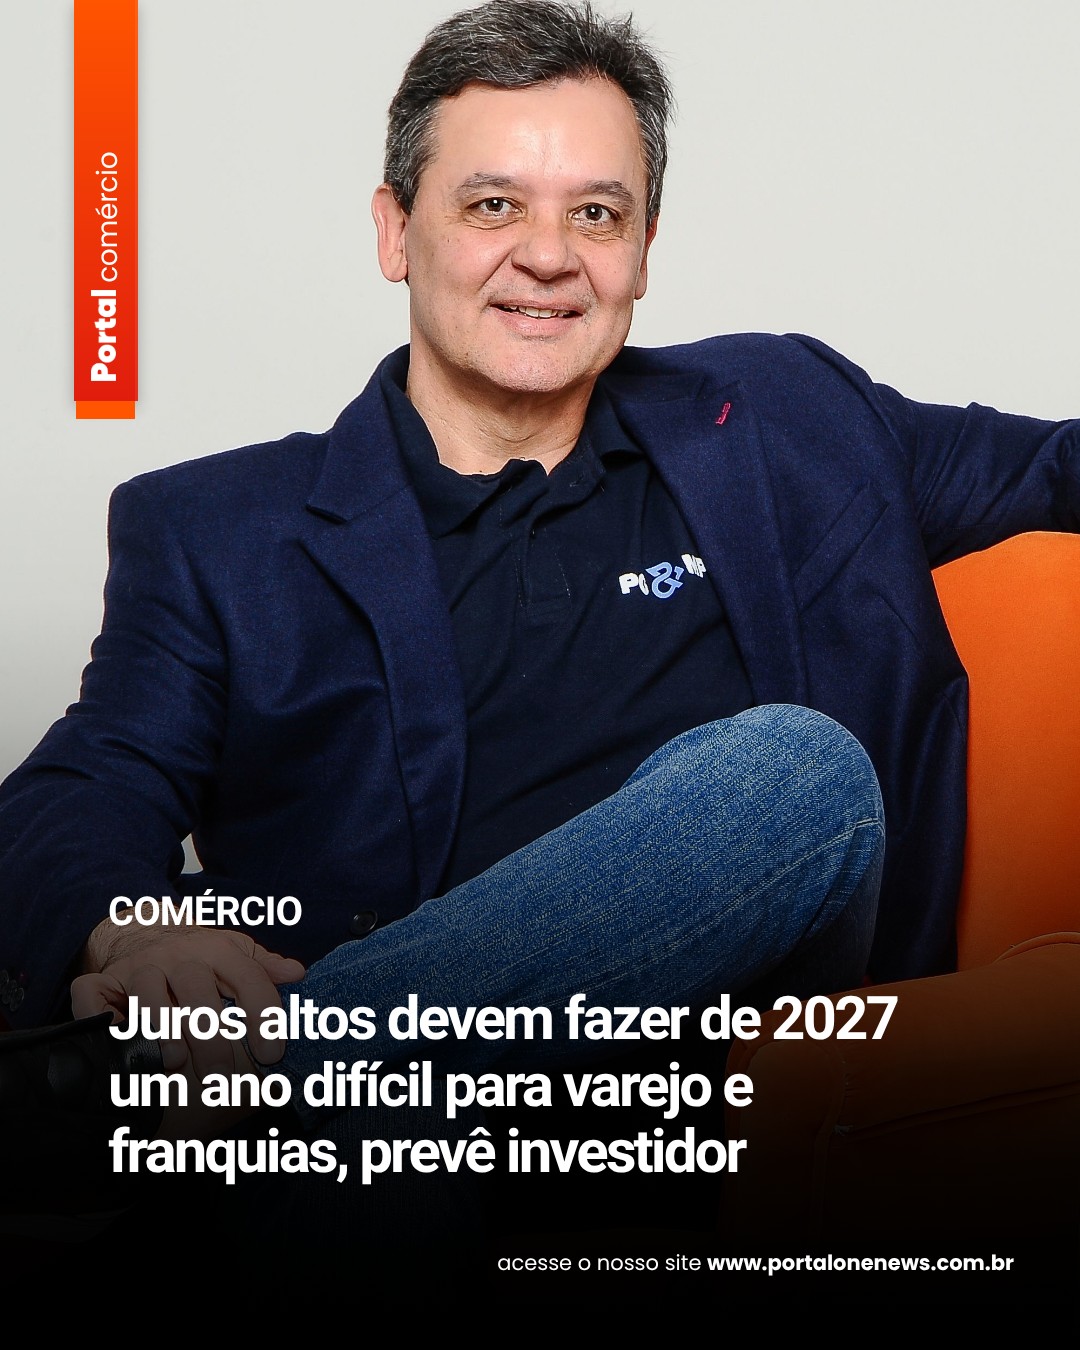 Portal comércio
COMÉRCIO
Juros altos devem fazer de 2027
um ano difícil para varejo e
franquias, prevê investidor
acesse o nosso site www.portalonenews.com.br